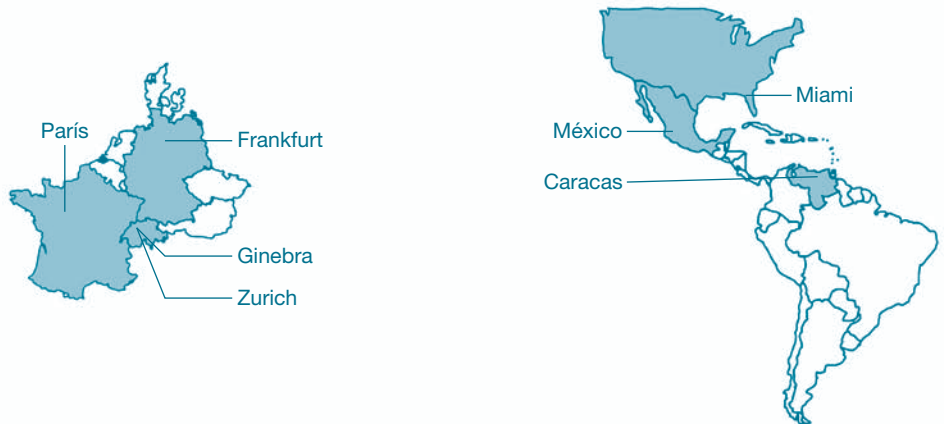 París
Frankfurt
Ginebra
Zurich
Miami
México
Caracas